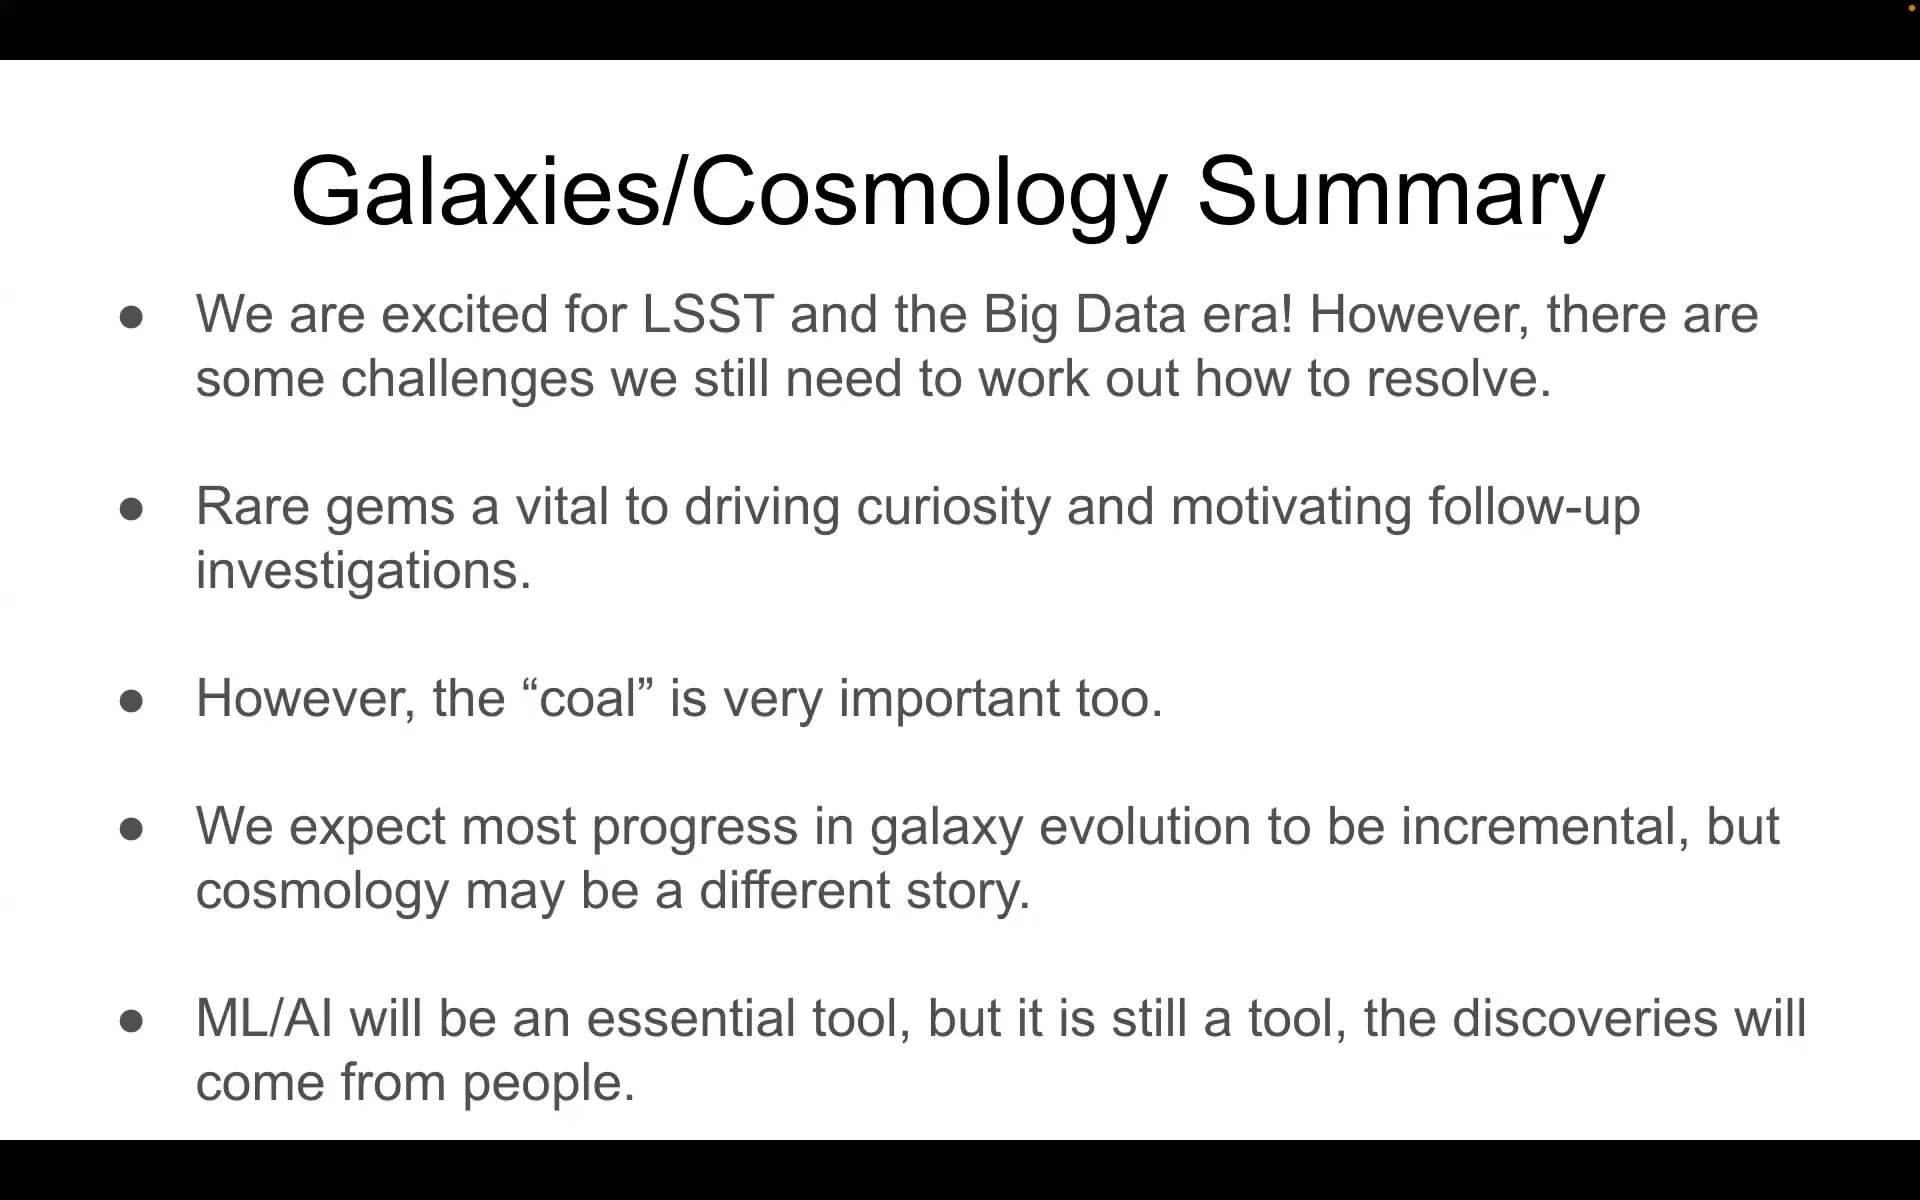 Galaxies/Cosmology Summary
● We are excited for LSST and the Big Data era! However, there are
some challenges we still need to work out how to resolve.
● Rare gems a vital to driving curiosity and motivating follow-up
investigations.
● However, the “coal” is very important too.
● We expect most progress in galaxy evolution to be incremental, but
cosmology may be a different story.
● ML/AI will be an essential tool, but it is still a tool, the discoveries will
come from people.